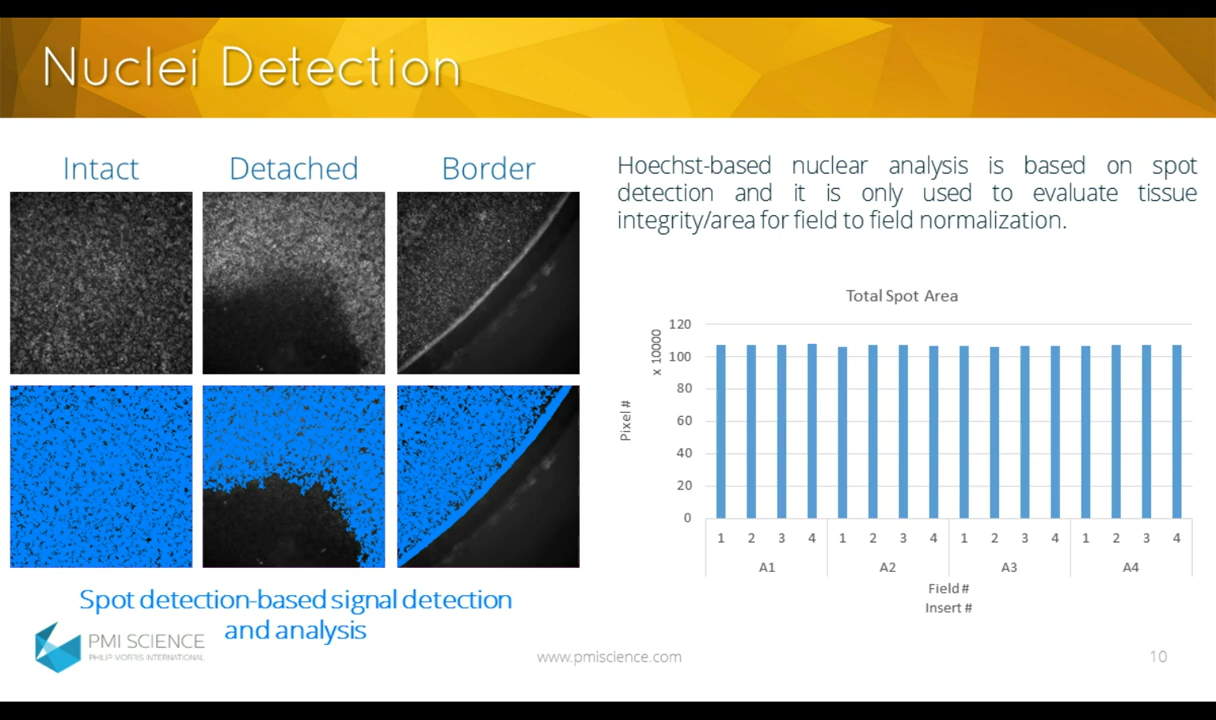 Nuclei Detection
Intact
Detached
Border
Hoechst-based nuclear analysis is based on spot
detection and it is only used to evaluate tissue
integrity/area for field to field normalization.
Total Spot Area
x 10000
Pixel #
120
100
80
60
40
20
0
1 2 3 4 1 2 3 4 1 2 3 4 1 2 3 4
A1 A2 A3 A4
Field #
Insert #
Spot detection-based signal detection
and analysis
PMI SCIENCE
PHILIP MORRIS INTERNATIONAL
www.pmiscience.com
10